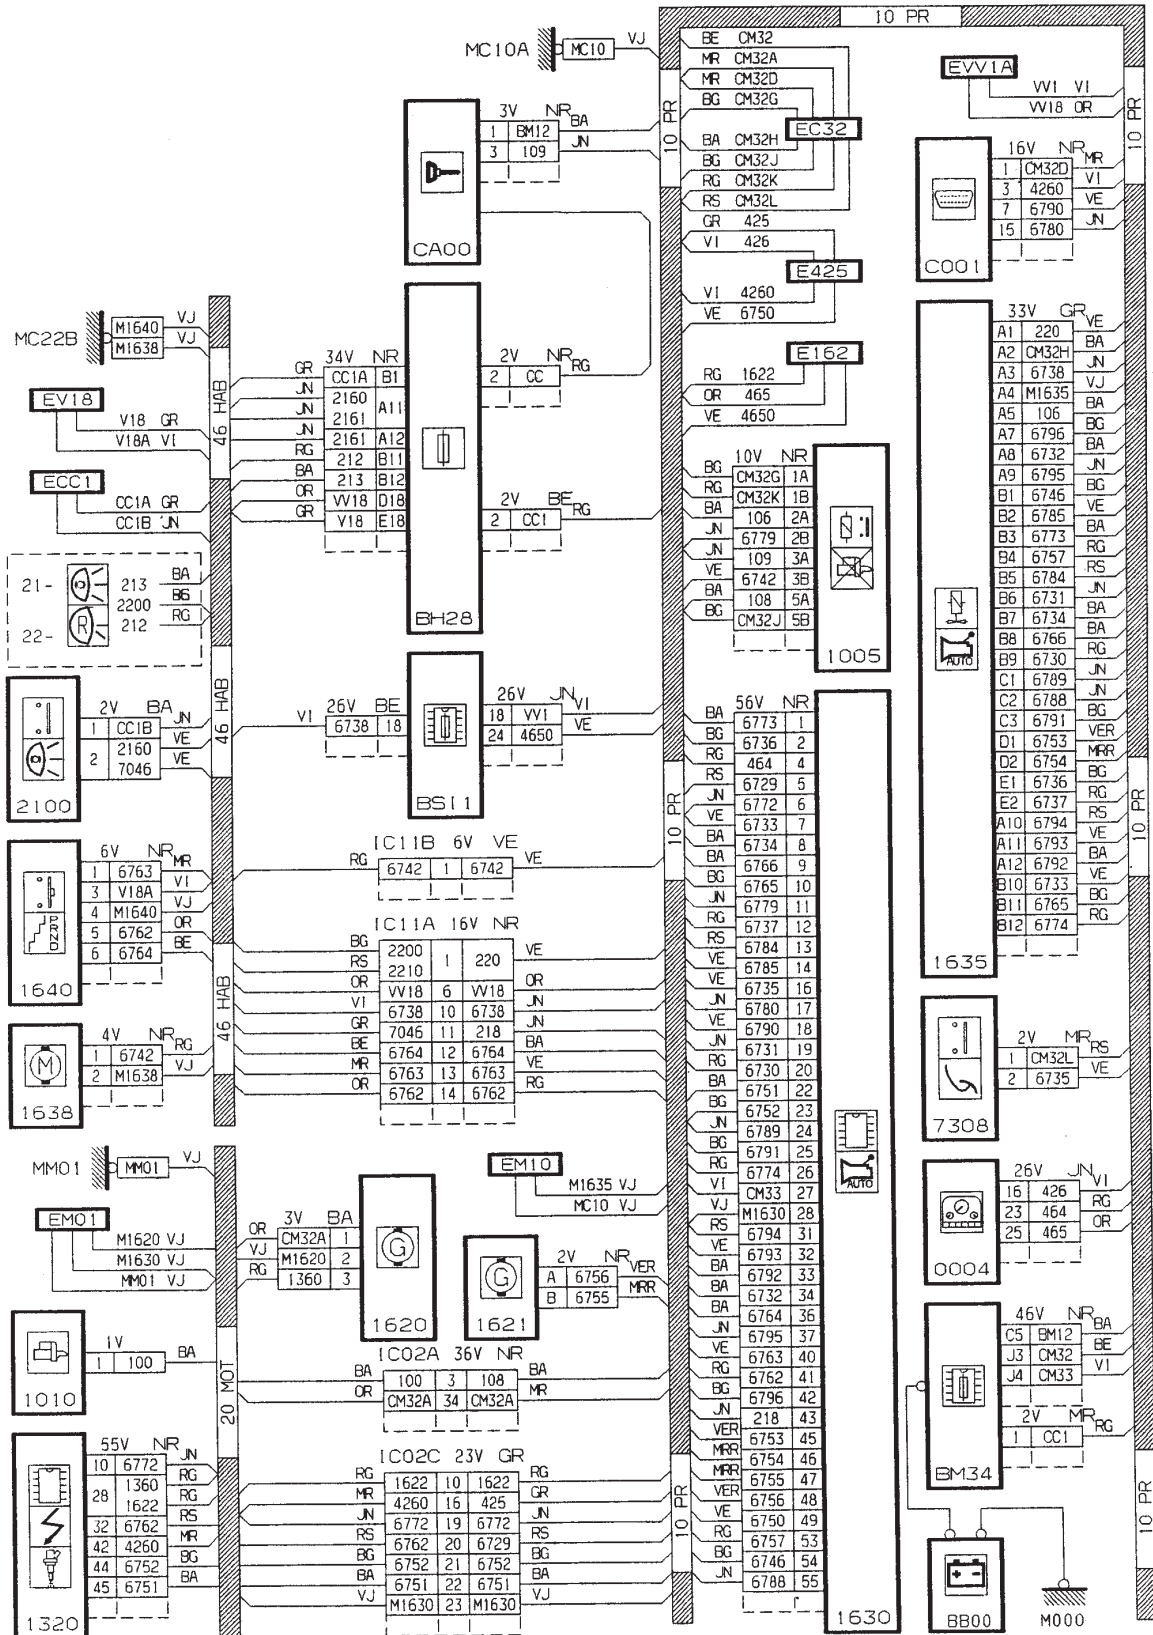 10 PR
MC10A MC10 VJ
10 PR
BE CM32
MR CM32A
MR CM32D
BG CM32G
EC32
BA CM32H
BG CM32J
RG CM32K
RS CM32L
GR 425
VI 426
E425
VI 4260
VE 6750
E162
RG 1622
OR 465
VE 4650
EVV1A
VV1 VI
VV18 OR
10 PR
3V NR
1 BM12 BA
3 109 JN
CA00
16V NR
1 CM32D MR
3 4260 VI
7 6790 VE
15 6780 JN
C001
MC22B
M1640 VJ
M1638 VJ
46 HAB
EV18
V18 GR
V18A VI
ECC1
CC1A GR
CC1B JN
21-
22-
R
213 BA
2200 BG
212 RG
34V NR
GR CC1A B1
JN 2160 A11
JN 2161
JN 2161 A12
RG 212 B11
BA 213 B12
OR VV18 D18
GR V18 E18
2V NR
2 CC RG
2V BE
2 CC1 RG
BH28
10V NR
BG CM32G 1A
RG CM32K 1B
BA 106 2A
JN 6779 2B
JN 109 3A
VE 6742 3B
BA 108 5A
BG CM32J 5B
1005
33V GR
A1 220 VE
A2 CM32H BA
A3 6738 JN
A4 M1635 VJ
A5 106 BA
A7 6796 BG
A8 6732 BA
A9 6795 JN
B1 6746 BG
B2 6785 VE
B3 6773 BA
B4 6757 RG
B5 6784 RS
B6 6731 JN
B7 6734 BA
B8 6766 BA
B9 6730 RG
C1 6789 JN
C2 6788 JN
C3 6791 BG
D1 6753 VER
D2 6754 MRR
E1 6736 BG
E2 6737 RG
A10 6794 RS
A11 6793 VE
A12 6792 BA
B10 6733 VE
B11 6765 BG
B12 6774 RG
AUTO
1635
10 PR
46 HAB
2V BA
1 CC1B JN
2 2160 VE
7046 VE
2100
26V BE
VI 6738 18
26V JN
18 VV1 VI
24 4650 VE
BSI1
10 PR
56V NR
BA 6773 1
BG 6736 2
RG 464 4
RS 6729 5
JN 6772 6
VE 6733 7
BA 6734 8
BA 6766 9
BG 6765 10
JN 6779 11
RG 6737 12
RS 6784 13
VE 6785 14
VE 6735 16
JN 6780 17
VE 6790 18
JN 6731 19
RG 6730 20
BA 6751 22
BG 6752 23
JN 6789 24
BG 6791 25
RG 6774 26
VI CM33 27
VJ M1630 28
RS 6794 31
VE 6793 32
BA 6792 33
BA 6732 34
BA 6764 36
JN 6795 37
VE 6763 40
RG 6762 41
BG 6796 42
JN 218 43
VER 6753 45
MRR 6754 46
MRR 6755 47
VER 6756 48
VE 6750 49
RG 6757 53
BG 6746 54
JN 6788 55
AUTO
1630
6V NR
1 6763 MR
3 V18A VI
4 M1640 VJ
5 6762 OR
6 6764 BE
1640
IC11B 6V VE
RG 6742 1 6742 VE
IC11A 16V NR
BG 2200 1 220 VE
RS 2210
OR VV18 6 VV18 OR
VI 6738 10 6738 JN
GR 7046 11 218 JN
BE 6764 12 6764 BA
MR 6763 13 6763 VE
OR 6762 14 6762 RG
46 HAB
4V NR
1 6742 RG
2 M1638 VJ
M
1638
2V MR
1 CM32L RS
2 6735 VE
7308
MM01 MM01 VJ
EM01
M1620 VJ
M1630 VJ
MM01 VJ
EM10
M1635 VJ
MC10 VJ
3V BA
OR CM32A 1
VJ M1620 2
RG 1360 3
G
1620
G
2V NR
A 6756 VER
B 6755 MRR
1621
26V JN
16 426 VI
23 464 RG
25 465 OR
0004
1V
1 100 BA
1010
20 MOT
IC02A 36V NR
BA 100 3 108 BA
OR CM32A 34 CM32A MR
46V NR
C5 BM12 BA
J3 CM32 BE
J4 CM33 VI
2V MR
1 CC1 RG
BM34
55V NR
10 6772 JN
28 1360 RG
1622 RG
32 6762 RS
42 4260 MR
44 6752 BG
45 6751 BA
1320
IC02C 23V GR
RG 1622 10 1622 RG
MR 4260 16 425 GR
JN 6772 19 6772 JN
RS 6762 20 6729 RS
BG 6752 21 6752 BG
BA 6751 22 6751 BA
VJ M1630 23 M1630 VJ
10 PR
10 PR
BB00
M000